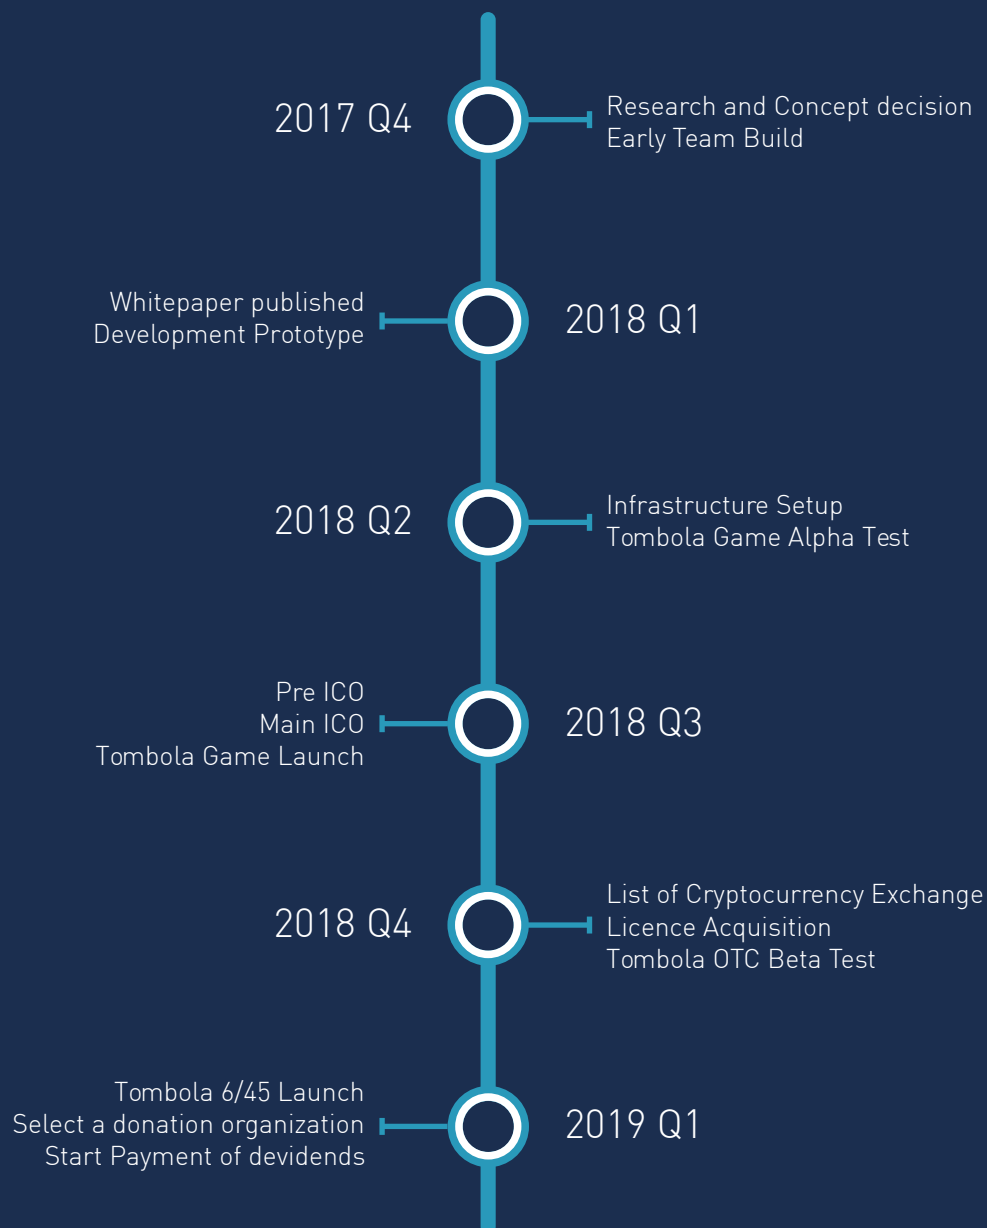 2017 Q4
Research and Concept decision
Early Team Build
Whitepaper published
Development Prototype
2018 Q1
2018 Q2
Infrastructure Setup
Tombola Game Alpha Test
Pre ICO
Main ICO
Tombola Game Launch
2018 Q3
2018 Q4
List of Cryptocurrency Exchange
Licence Acquisition
Tombola OTC Beta Test
Tombola 6/45 Launch
Select a donation organization
Start Payment of devidends
2019 Q1